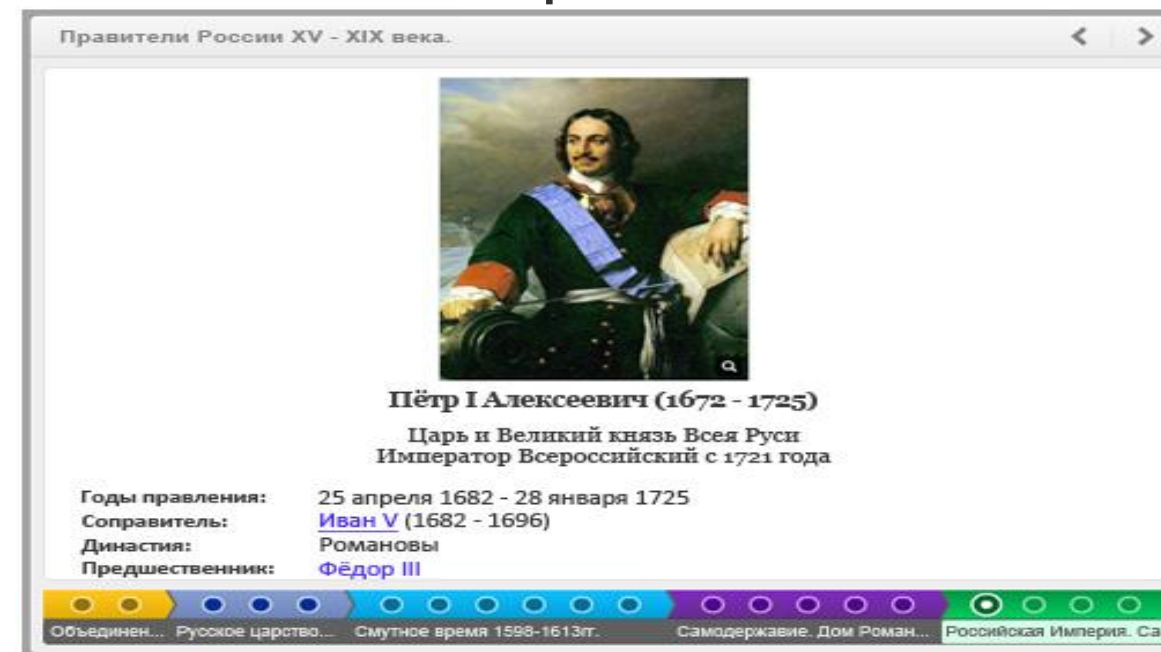 Правители России XV - XIX века.
Пётр I Алексеевич (1672 - 1725)
Царь и Великий князь Всея Руси
Император Всероссийский с 1721 года
Годы правления: 25 апреля 1682 - 28 января 1725
Соправитель: Иван V (1682 - 1696)
Династия: Романовы
Предшественник: Фёдор III
Объединен... Русское царство... Смутное время 1598-1613гг. Самодержавие. Дом Роман... Российская Империя. Са